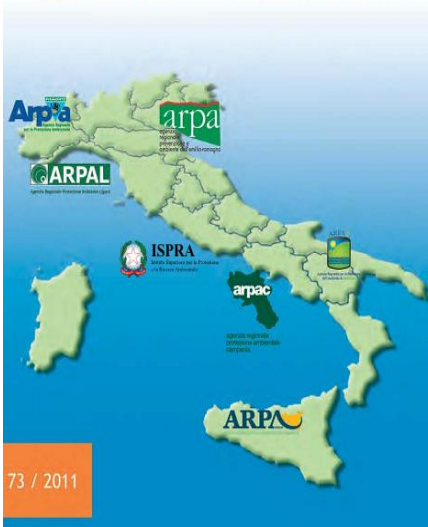 PIEMONTE
Arpa
Agenzia Regionale
per la Protezione Ambientale
arpa
agenzia
regionale
prevenzione e
ambiente dell'emilia-romagna
ARPAL
Agenzia Regionale Protezione Ambiente Ligure
ARPA
ISPRA
Istituto Superiore per la Protezione
e la Ricerca Ambientale
arpac
agenzia regionale
protezione ambientale
campania
ARPA
73 / 2011